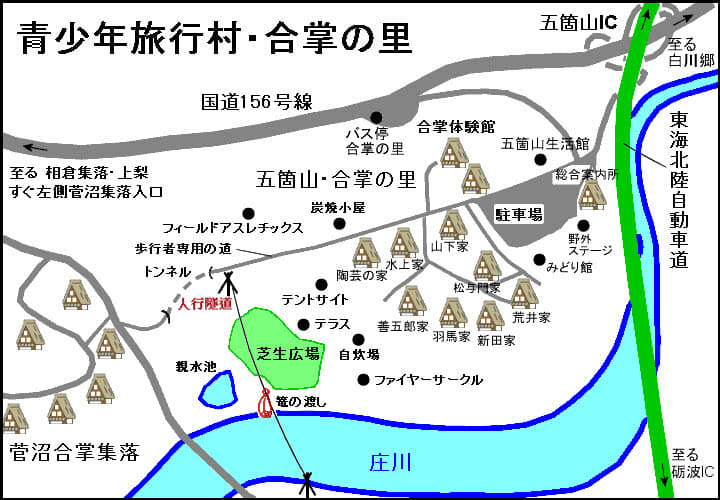 青少年旅行村・合掌の里
五箇山IC
至る
白川郷
国道156号線
バス停
合掌の里
合掌体験館
五箇山生活館
総合案内所
東海北陸自動車道
至る 相倉集落・上梨
すぐ左側菅沼集落入口
五箇山・合掌の里
炭焼小屋
フィールドアスレチックス
駐車場
歩行者専用の道
山下家
野外
ステージ
トンネル
水上家
陶芸の家
みどり館
人行隧道
テントサイト
松与門家
テラス
善五郎家
羽馬家
新田家
荒井家
芝生広場
自炊場
親水池
ファイヤーサークル
篭の渡し
菅沼合掌集落
庄川
至る
砺波IC